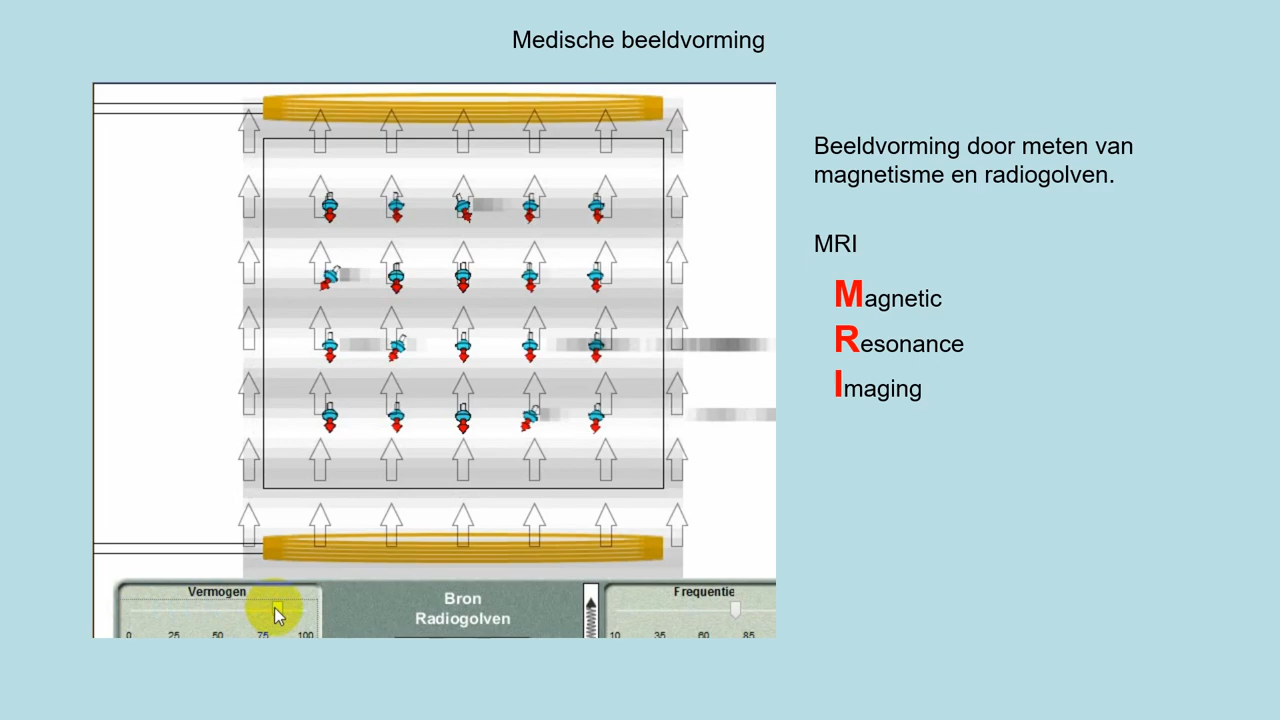 Medische beeldvorming
Beeldvorming door meten van
magnetisme en radiogolven.
MRI
Magnetic
Resonance
Imaging
Vermogen
0 25 50 75 100
Bron
Radiogolven
Frequentie
10 35 60 85